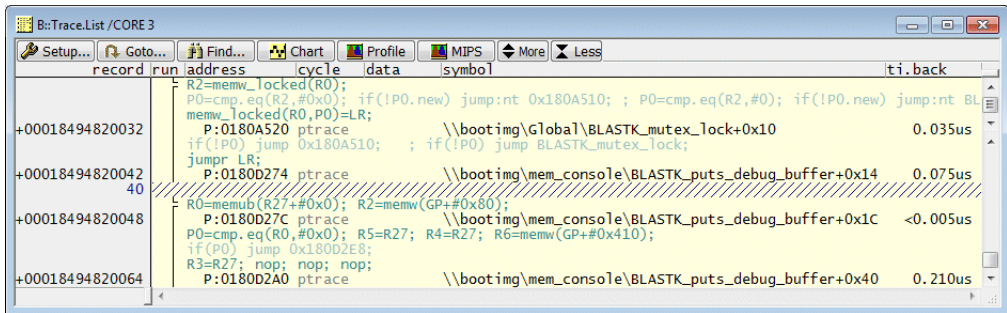 B::Trace.List /CORE 3
Setup... Goto... Find... Chart Profile MIPS More Less
record run address cycle data symbol ti.back
R2=memw_locked(R0);
P0=cmp.eq(R2,#0x0); if(!P0.new) jump:nt 0x180A510; ; P0=cmp.eq(R2,#0); if(!P0.new) jump:nt BL
memw_locked(R0,P0)=LR;
+00018494820032 P:0180A520 ptrace \\bootimg\Global\BLASTK_mutex_lock+0x10 0.035us
if(!P0) jump 0x180A510; ; if(!P0) jump BLASTK_mutex_lock;
jumpr LR;
+00018494820042 P:0180D274 ptrace \\bootimg\mem_console\BLASTK_puts_debug_buffer+0x14 0.075us
40
R0=memub(R27+#0x0); R2=memw(GP+#0x80);
+00018494820048 P:0180D27C ptrace \\bootimg\mem_console\BLASTK_puts_debug_buffer+0x1C <0.005us
P0=cmp.eq(R0,#0x0); R5=R27; R4=R27; R6=memw(GP+#0x410);
if(P0) jump 0x180D2E8;
R3=R27; nop; nop; nop;
+00018494820064 P:0180D2A0 ptrace \\bootimg\mem_console\BLASTK_puts_debug_buffer+0x40 0.210us